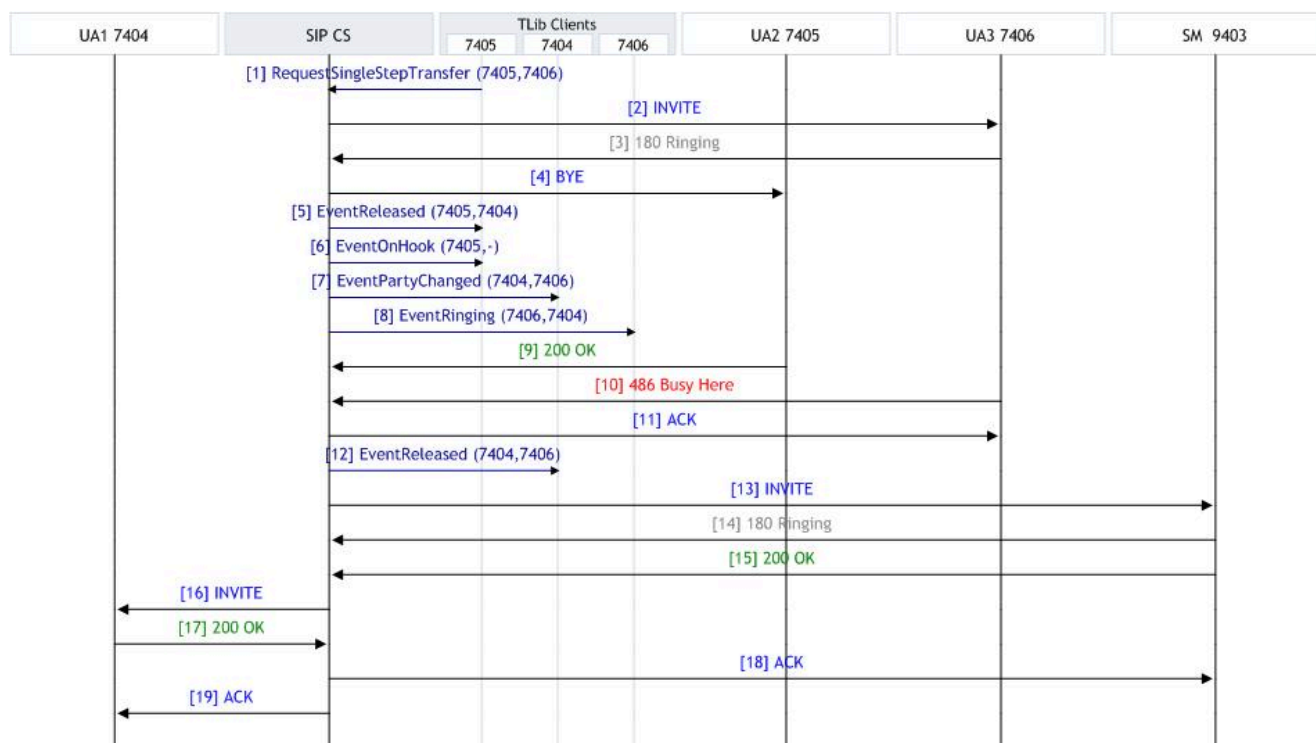 UA1 7404
SIP CS
TLib Clients
7405 7404 7406
UA2 7405
UA3 7406
SM 9403
[1] RequestSingleStepTransfer (7405,7406)
[2] INVITE
[3] 180 Ringing
[4] BYE
[5] EventReleased (7405,7404)
[6] EventOnHook (7405,-)
[7] EventPartyChanged (7404,7406)
[8] EventRinging (7406,7404)
[9] 200 OK
[10] 486 Busy Here
[11] ACK
[12] EventReleased (7404,7406)
[13] INVITE
[14] 180 Ringing
[15] 200 OK
[16] INVITE
[17] 200 OK
[18] ACK
[19] ACK